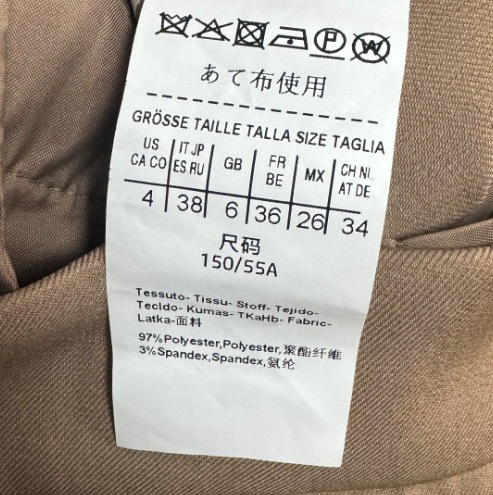 あて布使用
GRÖSSE TAILLE TALLA SIZE TAGLIA
US IT JP GB FR MX CH NL
CA CO ES RU BE AT DE
4 38 6 36 26 34
尺码
150/55A
Tessuto- Tissu- Stoff- Tejido-
Tecldo- Kumas- TKaHb- Fabric-
Latka-面料
97%Polyester,Polyester,聚酯纤维
3%Spandex,Spandex,氨纶